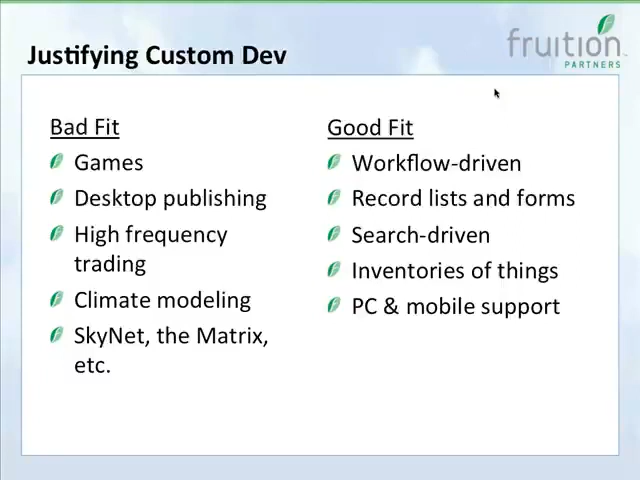 Justifying Custom Dev
fruition
PARTNERS
Bad Fit
Games
Desktop publishing
High frequency
trading
Climate modeling
SkyNet, the Matrix,
etc.
Good Fit
Workflow-driven
Record lists and forms
Search-driven
Inventories of things
PC & mobile support